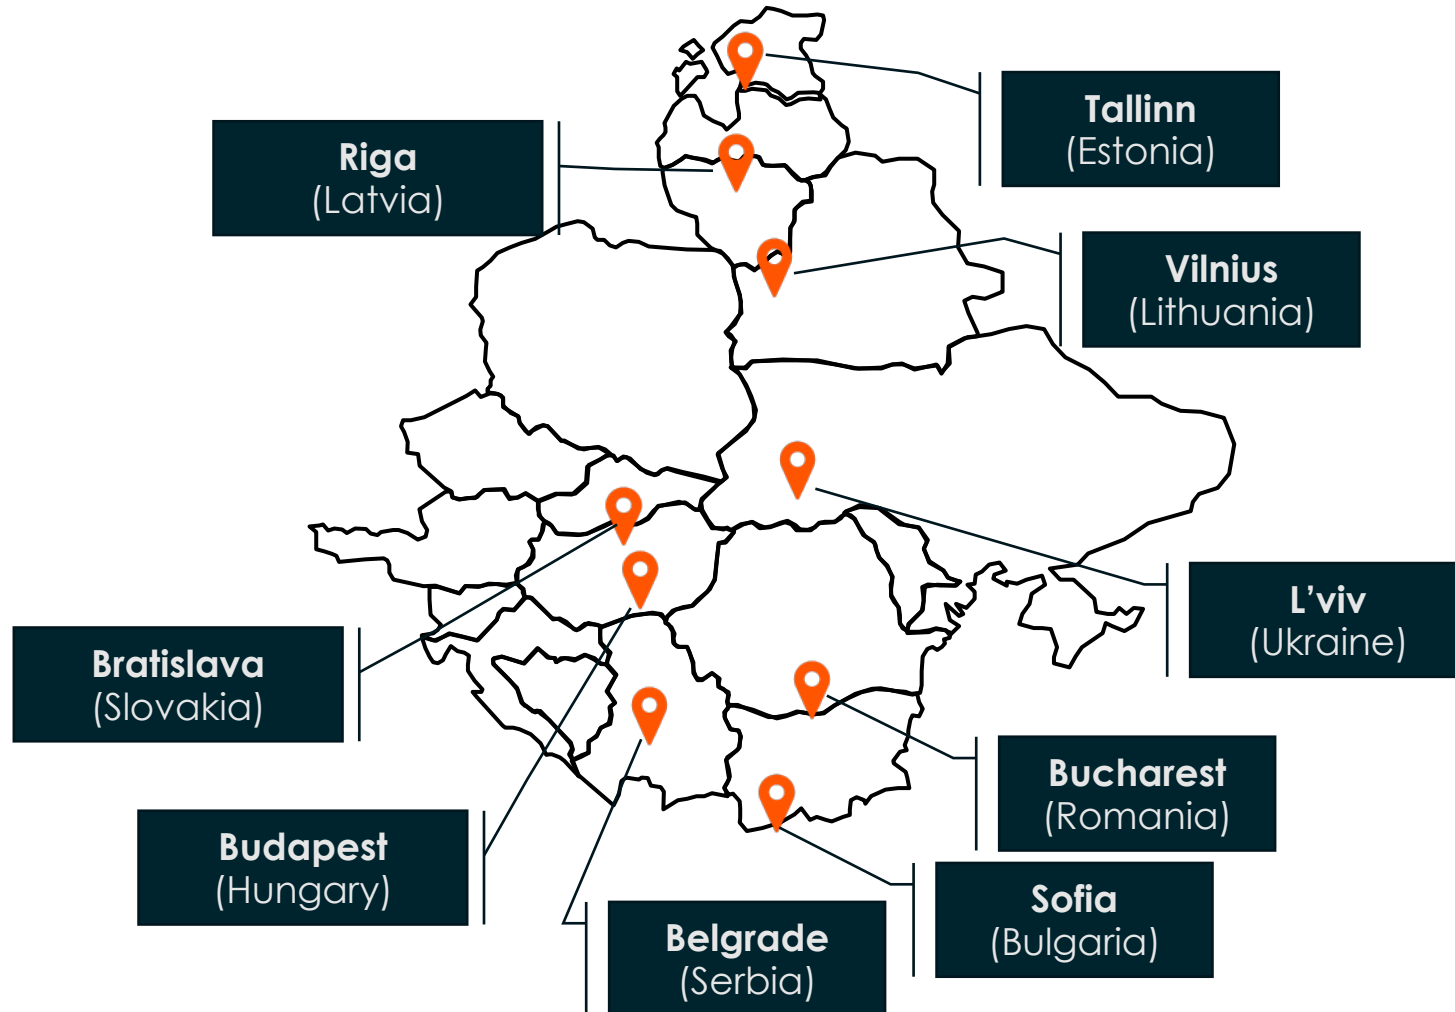 Tallinn
(Estonia)
Riga
(Latvia)
Vilnius
(Lithuania)
L’viv
(Ukraine)
Bratislava
(Slovakia)
Bucharest
(Romania)
Budapest
(Hungary)
Sofia
(Bulgaria)
Belgrade
(Serbia)